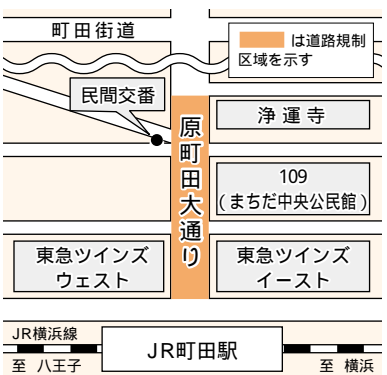 町田街道
は道路規制
区域を示す
民間交番
浄運寺
原町田大通り
109
(まちだ中央公民館)
東急ツインズ
ウェスト
東急ツインズ
イースト
JR横浜線
至 八王子
JR町田駅
至 横浜